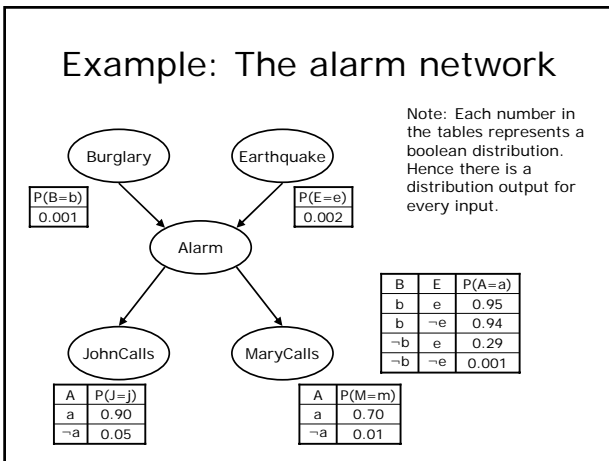 Example: The alarm network
Note: Each number in
the tables represents a
boolean distribution.
Hence there is a
distribution output for
every input.
Burglary
Earthquake
P(B=b)
0.001
P(E=e)
0.002
Alarm
B E P(A=a)
b e 0.95
b ¬e 0.94
¬b e 0.29
¬b ¬e 0.001
JohnCalls
MaryCalls
A P(J=j)
a 0.90
¬a 0.05
A P(M=m)
a 0.70
¬a 0.01